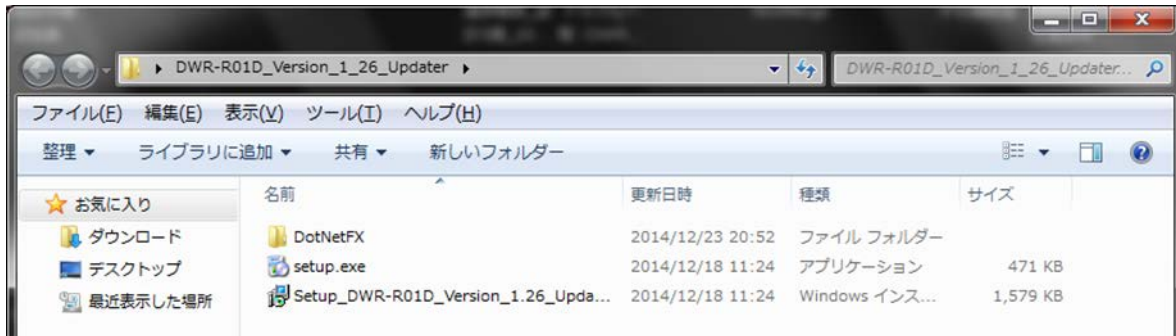 DWR-R01D_Version_1_26_Updater
DWR-R01D_Version_1_26_Updater...
ファイル(F) 編集(E) 表示(V) ツール(T) ヘルプ(H)
整理 ライブラリに追加 共有 新しいフォルダー
お気に入り
ダウンロード
デスクトップ
最近表示した場所
名前 更新日時 種類 サイズ
DotNetFX 2014/12/23 20:52 ファイル フォルダー
setup.exe 2014/12/18 11:24 アプリケーション 471 KB
Setup_DWR-R01D_Version_1.26_Upda... 2014/12/18 11:24 Windows インス... 1,579 KB